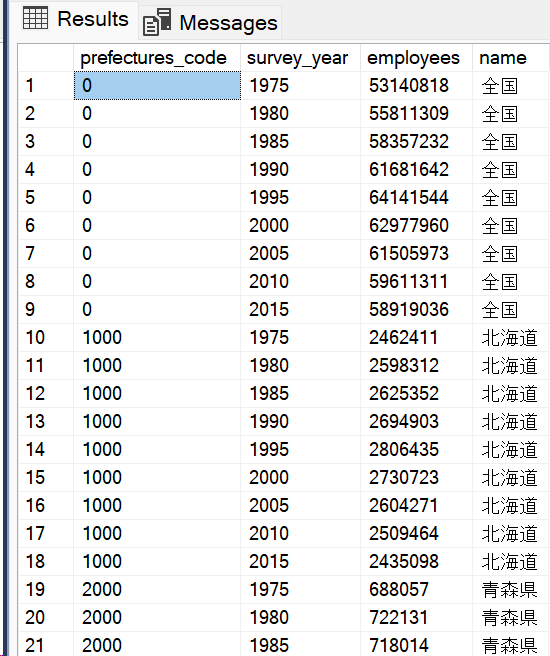 Results Messages
prefectures_code survey_year employees name
1 0 1975 53140818 全国
2 0 1980 55811309 全国
3 0 1985 58357232 全国
4 0 1990 61681642 全国
5 0 1995 64141544 全国
6 0 2000 62977960 全国
7 0 2005 61505973 全国
8 0 2010 59611311 全国
9 0 2015 58919036 全国
10 1000 1975 2462411 北海道
11 1000 1980 2598312 北海道
12 1000 1985 2625352 北海道
13 1000 1990 2694903 北海道
14 1000 1995 2806435 北海道
15 1000 2000 2730723 北海道
16 1000 2005 2604271 北海道
17 1000 2010 2509464 北海道
18 1000 2015 2435098 北海道
19 2000 1975 688057 青森県
20 2000 1980 722131 青森県
21 2000 1985 718014 青森県